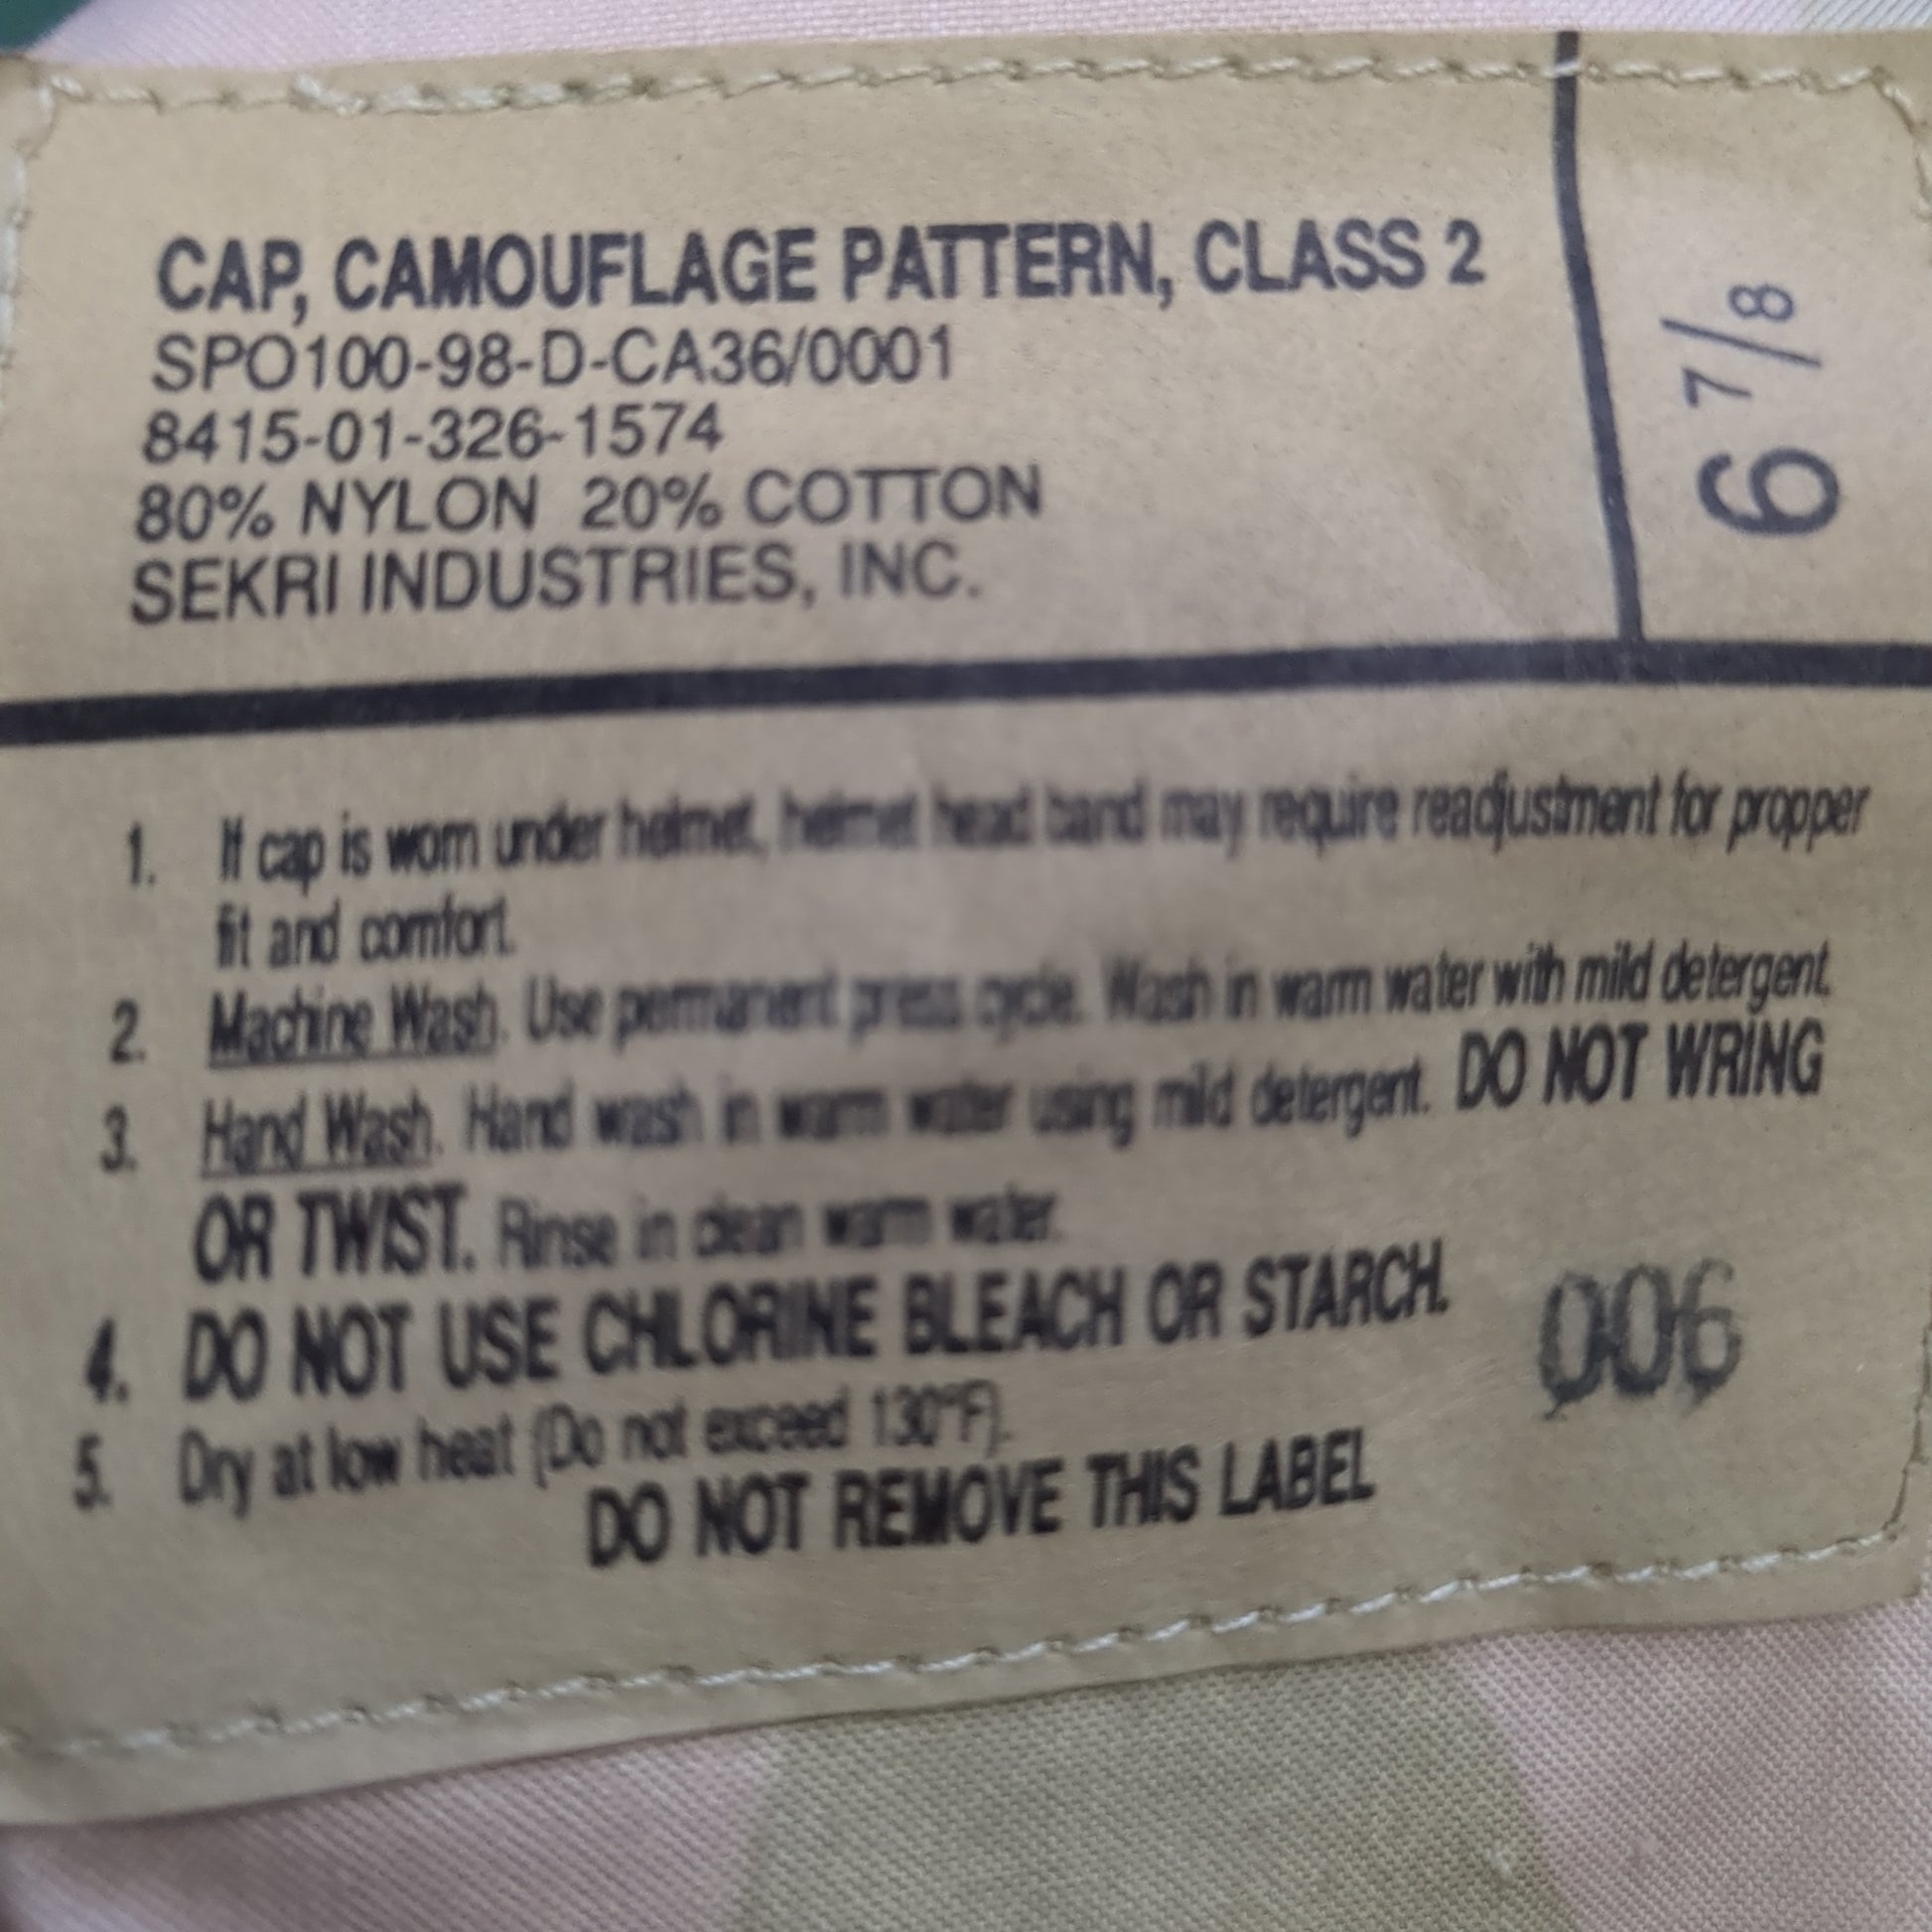 CAP, CAMOUFLAGE PATTERN, CLASS 2
SPO100-98-D-CA36/0001
8415-01-326-1574
80% NYLON 20% COTTON
SEKRI INDUSTRIES, INC.
6 7/8
1. If cap is worn under helmet, helmet head band may require readjustment for propper
fit and comfort.
2. Machine Wash. Use permanent press cycle. Wash in warm water with mild detergent.
3. Hand Wash. Hand wash in warm water using mild detergent. DO NOT WRING
OR TWIST. Rinse in clean warm water.
4. DO NOT USE CHLORINE BLEACH OR STARCH.
006
5. Dry at low heat (Do not exceed 130°F).
DO NOT REMOVE THIS LABEL